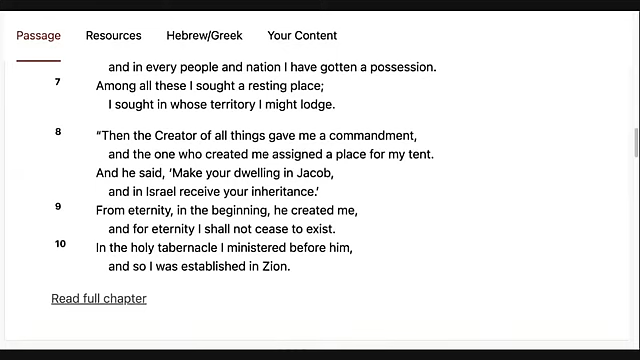 Passage Resources Hebrew/Greek Your Content
and in every people and nation I have gotten a possession.
7 Among all these I sought a resting place;
I sought in whose territory I might lodge.
8 “Then the Creator of all things gave me a commandment,
and the one who created me assigned a place for my tent.
And he said, ‘Make your dwelling in Jacob,
and in Israel receive your inheritance.’
9 From eternity, in the beginning, he created me,
and for eternity I shall not cease to exist.
10 In the holy tabernacle I ministered before him,
and so I was established in Zion.
Read full chapter